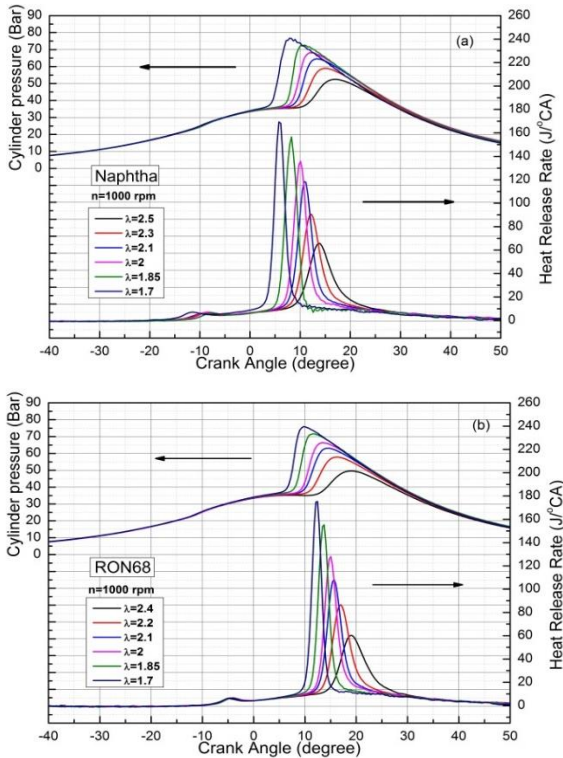 Cylinder pressure (Bar)
90
80
70
60
50
40
30
20
10
0
(a)
260
240
220
200
180
160
140
120
100
80
60
40
20
0
Heat Release Rate (J/°CA)
Naphtha
n=1000 rpm
λ=2.5
λ=2.3
λ=2.1
λ=2
λ=1.85
λ=1.7
-40 -30 -20 -10 0 10 20 30 40 50
Crank Angle (degree)
Cylinder pressure (Bar)
90
80
70
60
50
40
30
20
10
0
(b)
260
240
220
200
180
160
140
120
100
80
60
40
20
0
Heat Release Rate (J/°CA)
RON68
n=1000 rpm
λ=2.4
λ=2.2
λ=2.1
λ=2
λ=1.85
λ=1.7
-40 -30 -20 -10 0 10 20 30 40 50
Crank Angle (degree)